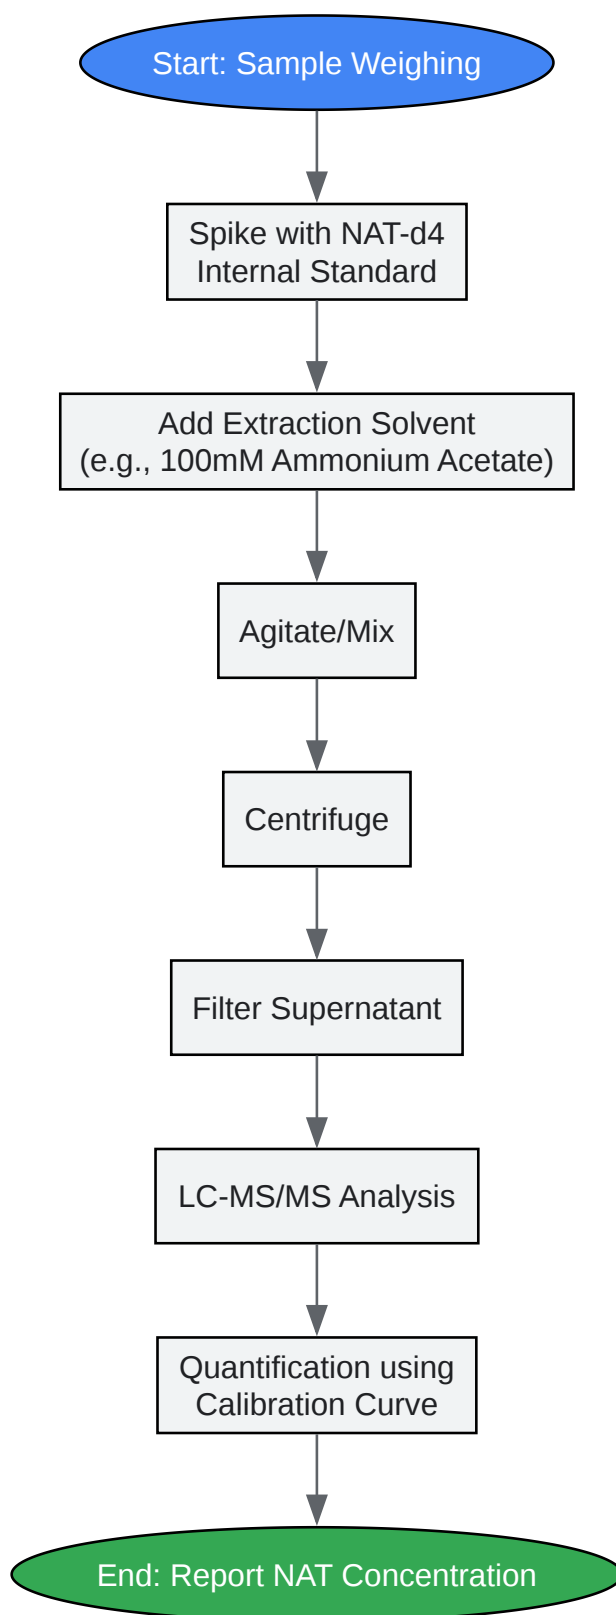 Start: Sample Weighing
Spike with NAT-d4
Internal Standard
Add Extraction Solvent
(e.g., 100mM Ammonium Acetate)
Agitate/Mix
Centrifuge
Filter Supernatant
LC-MS/MS Analysis
Quantification using
Calibration Curve
End: Report NAT Concentration